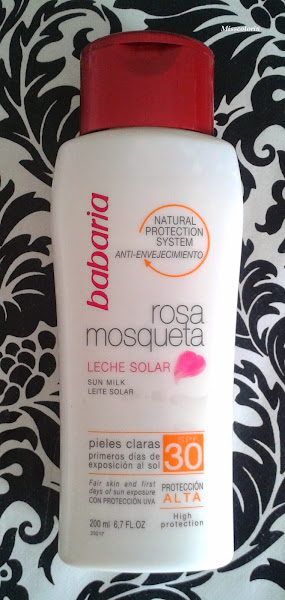 Misscoloria
babaria
NATURAL
PROTECTION
SYSTEM
ANTI-ENVEJECIMIENTO
rosa
mosqueta
LECHE SOLAR
SUN MILK
LEITE SOLAR
pieles claras
primeros días de
exposición al sol
SPF
30
Fair skin and first
days of sun exposure
CON PROTECCIÓN UVA
PROTECCIÓN
ALTA
High
protection
200 ml 6,7 FL.OZ